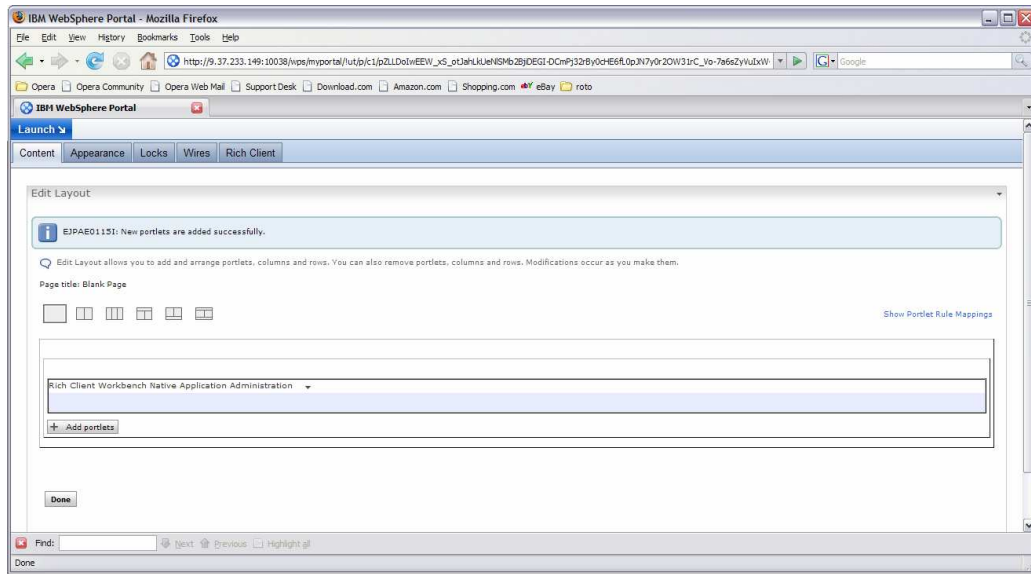 IBM WebSphere Portal - Mozilla Firefox
File Edit View History Bookmarks Tools Help
Google
Opera Opera Community Opera Web Mail Support Desk Download.com Amazon.com Shopping.com eBay roto
IBM WebSphere Portal
Launch
Content Appearance Locks Wires Rich Client
Edit Layout
EJPAE0115I: New portlets are added successfully.
Edit Layout allows you to add and arrange portlets, columns and rows. You can also remove portlets, columns and rows. Modifications occur as you make them.
Page title: Blank Page
Show Portlet Rule Mappings
Rich Client Workbench Native Application Administration
+ Add portlets
Done
Find: Next Previous Highlight all
Done